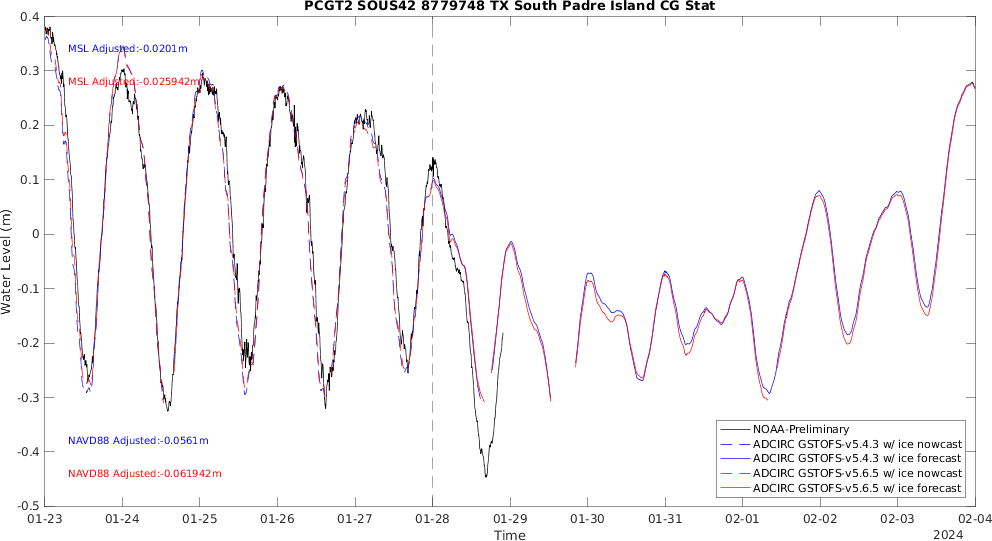 PCGT2 SOUS42 8779748 TX South Padre Island CG Stat
0.4
0.3
0.2
0.1
0
-0.1
-0.2
-0.3
-0.4
-0.5
Water Level (m)
MSL Adjusted:-0.0201m
MSL Adjusted:-0.025942m
NAVD88 Adjusted:-0.0561m
NAVD88 Adjusted:-0.061942m
NOAA-Preliminary
ADCIRC GSTOFS-v5.4.3 w/ ice nowcast
ADCIRC GSTOFS-v5.4.3 w/ ice forecast
ADCIRC GSTOFS-v5.6.5 w/ ice nowcast
ADCIRC GSTOFS-v5.6.5 w/ ice forecast
01-23 01-24 01-25 01-26 01-27 01-28 01-29 01-30 01-31 02-01 02-02 02-03 02-04
Time
2024